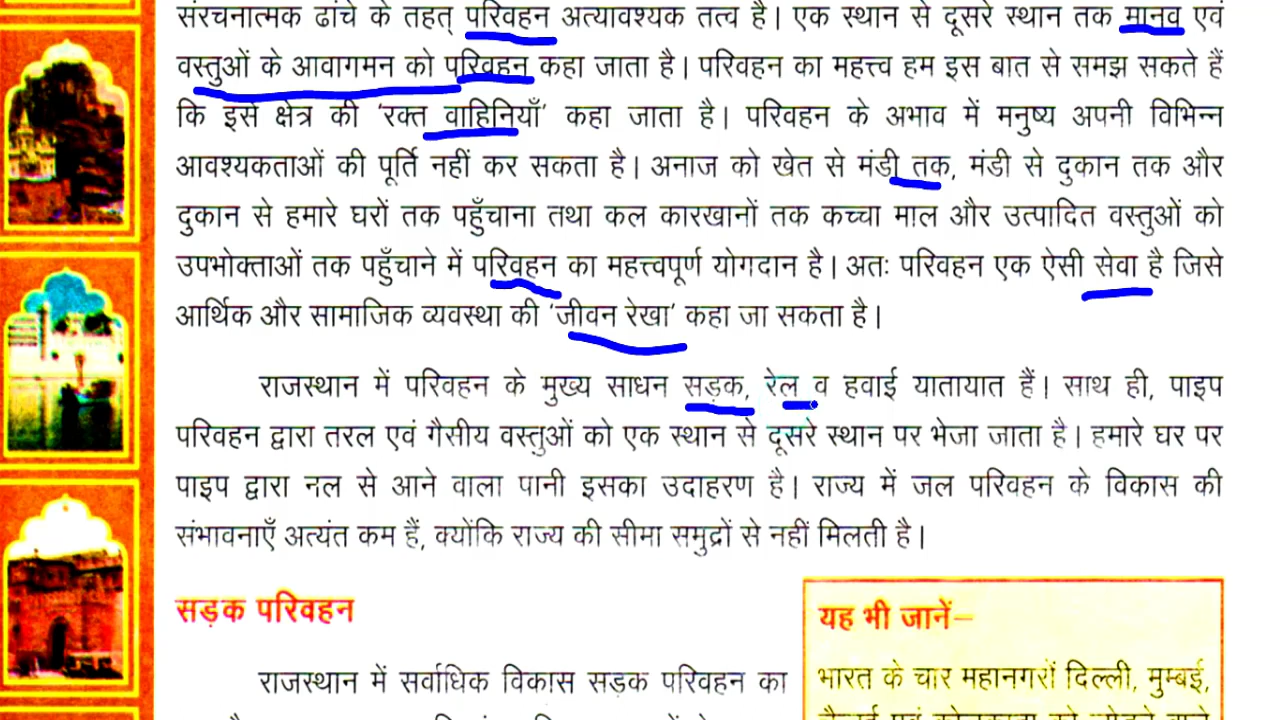 संरचनात्मक ढांचे के तहत् परिवहन अत्यावश्यक तत्व है। एक स्थान से दूसरे स्थान तक मानव एवं
वस्तुओं के आवागमन को परिवहन कहा जाता है। परिवहन का महत्त्व हम इस बात से समझ सकते हैं
कि इसे क्षेत्र की 'रक्त वाहिनियाँ' कहा जाता है। परिवहन के अभाव में मनुष्य अपनी विभिन्न
आवश्यकताओं की पूर्ति नहीं कर सकता है। अनाज को खेत से मंडी तक, मंडी से दुकान तक और
दुकान से हमारे घरों तक पहुँचाना तथा कल कारखानों तक कच्चा माल और उत्पादित वस्तुओं को
उपभोक्ताओं तक पहुँचाने में परिवहन का महत्त्वपूर्ण योगदान है। अतः परिवहन एक ऐसी सेवा है जिसे
आर्थिक और सामाजिक व्यवस्था की 'जीवन रेखा' कहा जा सकता है।
राजस्थान में परिवहन के मुख्य साधन सड़क, रेल व हवाई यातायात हैं। साथ ही, पाइप
परिवहन द्वारा तरल एवं गैसीय वस्तुओं को एक स्थान से दूसरे स्थान पर भेजा जाता है। हमारे घर पर
पाइप द्वारा नल से आने वाला पानी इसका उदाहरण है। राज्य में जल परिवहन के विकास की
संभावनाएँ अत्यंत कम हैं, क्योंकि राज्य की सीमा समुद्रों से नहीं मिलती है।
सड़क परिवहन
राजस्थान में सर्वाधिक विकास सड़क परिवहन का
यह भी जानें–
भारत के चार महानगरों दिल्ली, मुम्बई,